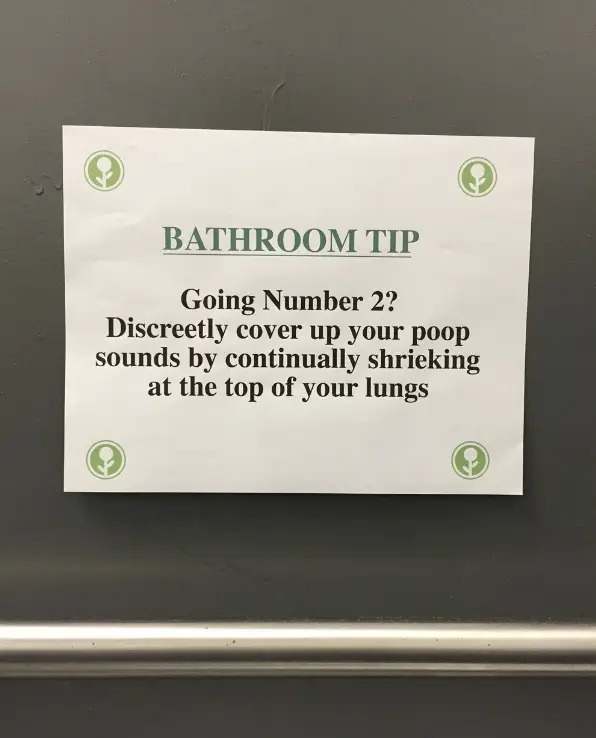 BATHROOM TIP
Going Number 2?
Discreetly cover up your poop
sounds by continually shrieking
at the top of your lungs